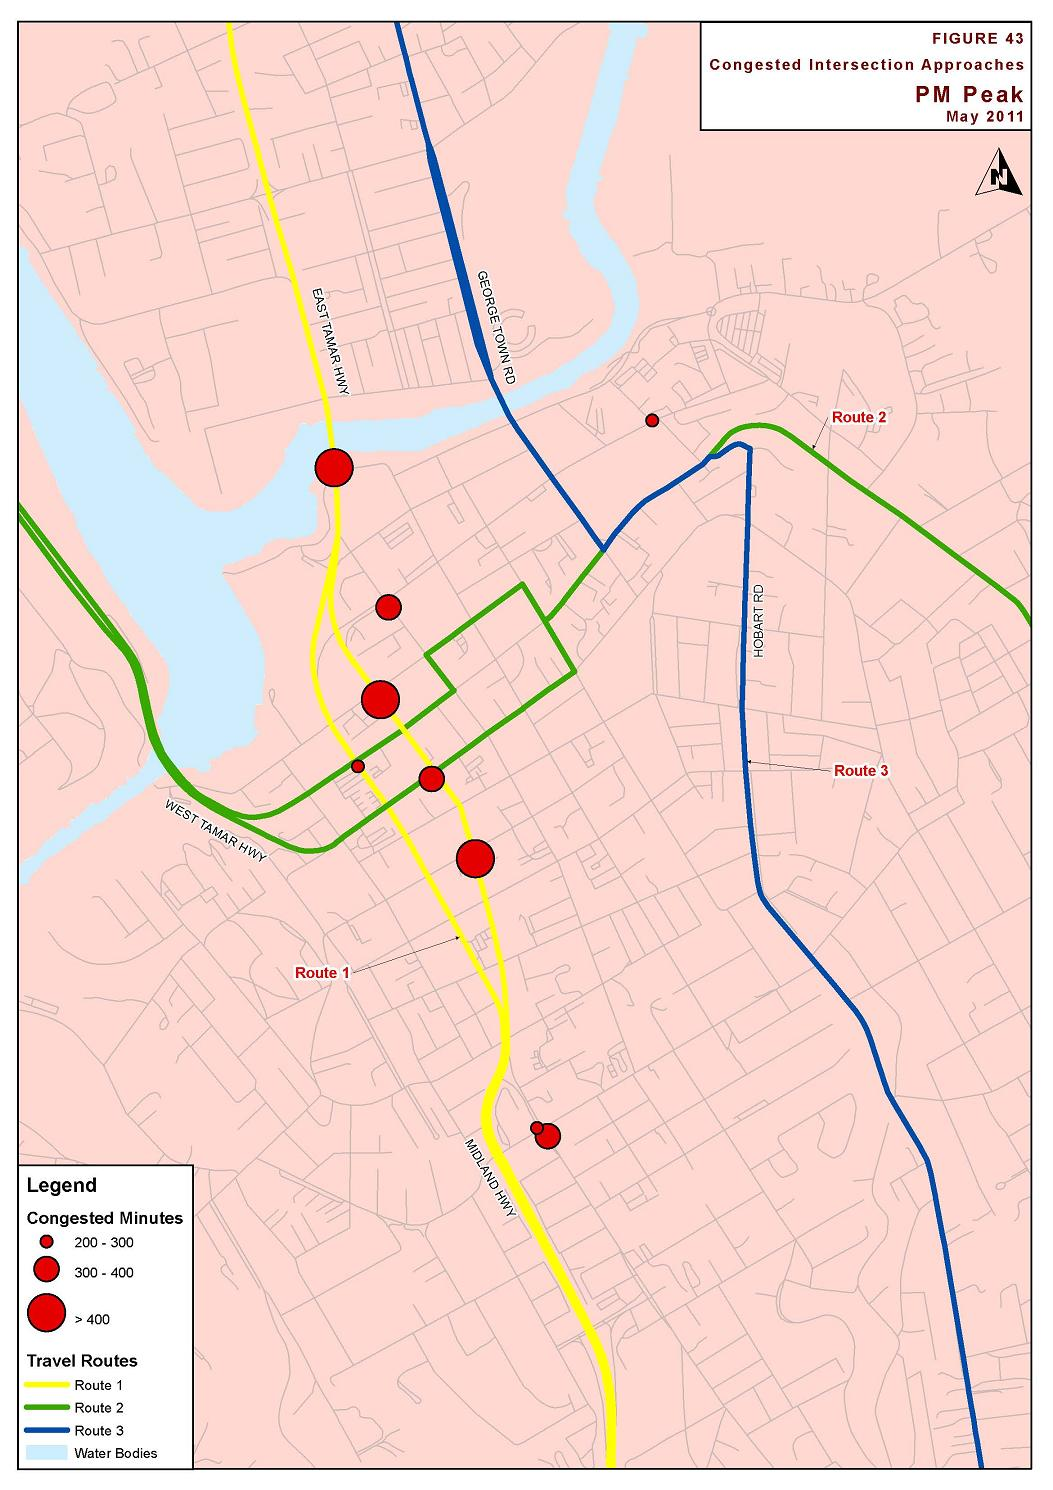 FIGURE 43
Congested Intersection Approaches
PM Peak
May 2011
N
GEORGE TOWN RD
EAST TAMAR HWY
Route 2
HOBART RD
Route 3
WEST TAMAR HWY
Route 1
MIDLAND HWY
Legend
Congested Minutes
200 - 300
300 - 400
> 400
Travel Routes
Route 1
Route 2
Route 3
Water Bodies